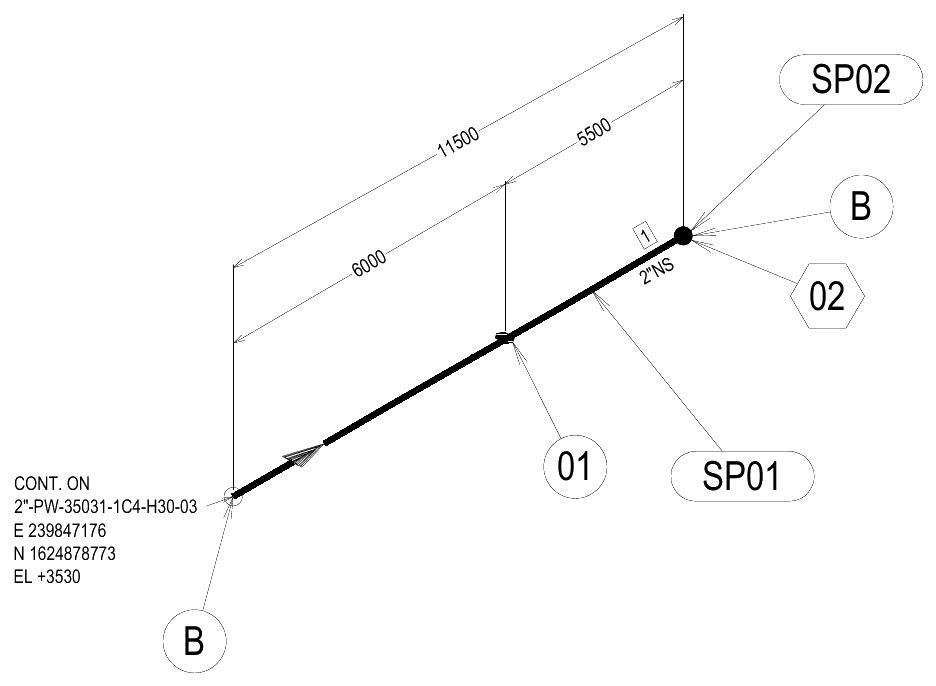 SP02
11500
5500
B
6000
1
2"NS
02
01
SP01
CONT. ON
2"-PW-35031-1C4-H30-03
E 239847176
N 1624878773
EL +3530
B